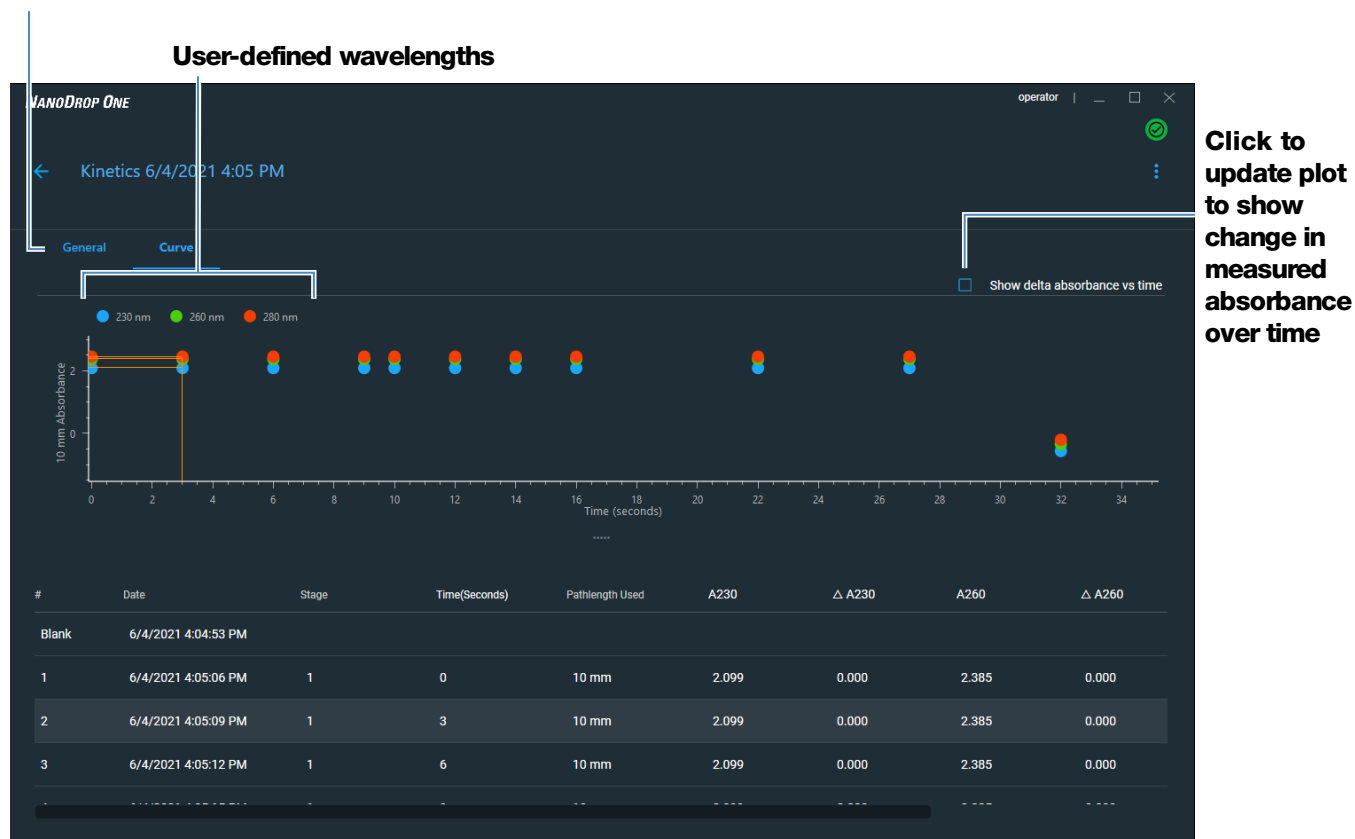 User-defined wavelengths
NANODROP ONE
operator |
Kinetics 6/4/2021 4:05 PM
Click to
update plot
to show
change in
measured
absorbance
over time
General Curve
Show delta absorbance vs time
230 nm 260 nm 280 nm
10 mm Absorbance
2
0
0 2 4 6 8 10 12 14 16 18 20 22 24 26 28 30 32 34
Time (seconds)
# Date Stage Time(Seconds) Pathlength Used A230 △ A230 A260 △ A260
Blank 6/4/2021 4:04:53 PM
1 6/4/2021 4:05:06 PM 1 0 10 mm 2.099 0.000 2.385 0.000
2 6/4/2021 4:05:09 PM 1 3 10 mm 2.099 0.000 2.385 0.000
3 6/4/2021 4:05:12 PM 1 6 10 mm 2.099 0.000 2.385 0.000